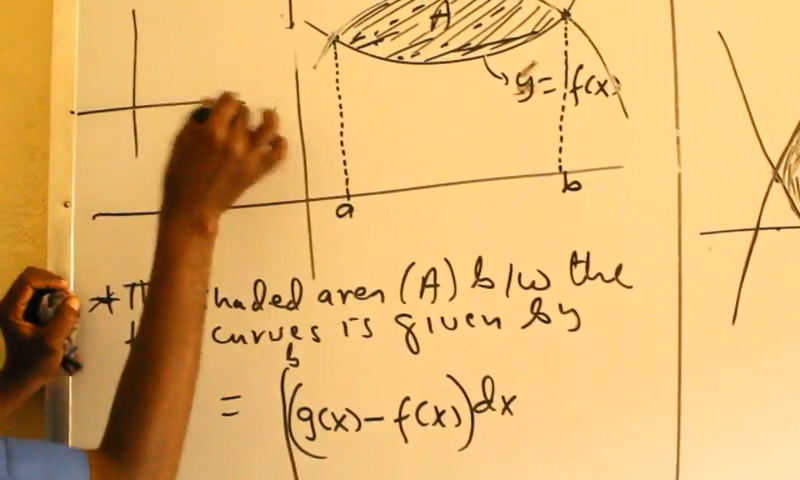 A
y = f(x)
a
b
* haded area (A) b/w the
curves is given by
b
= ∫(g(x) - f(x))dx